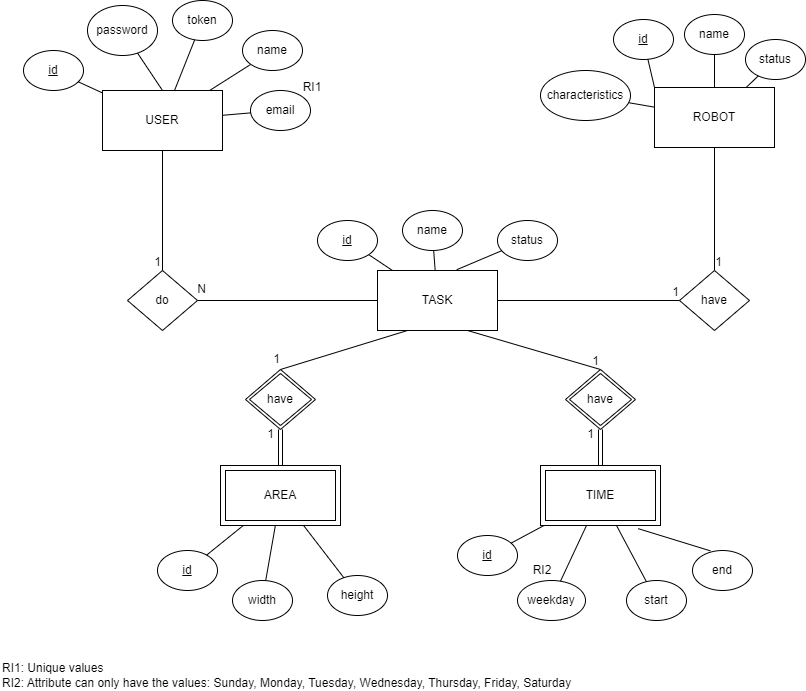 token
password
id
name
RI1
email
USER
id
name
status
characteristics
ROBOT
id
name
status
TASK
1
do
N
1
1
have
1
have
1
1
have
1
AREA
TIME
id
width
height
id
RI2
weekday
start
end
RI1: Unique values
RI2: Attribute can only have the values: Sunday, Monday, Tuesday, Wednesday, Thursday, Friday, Saturday